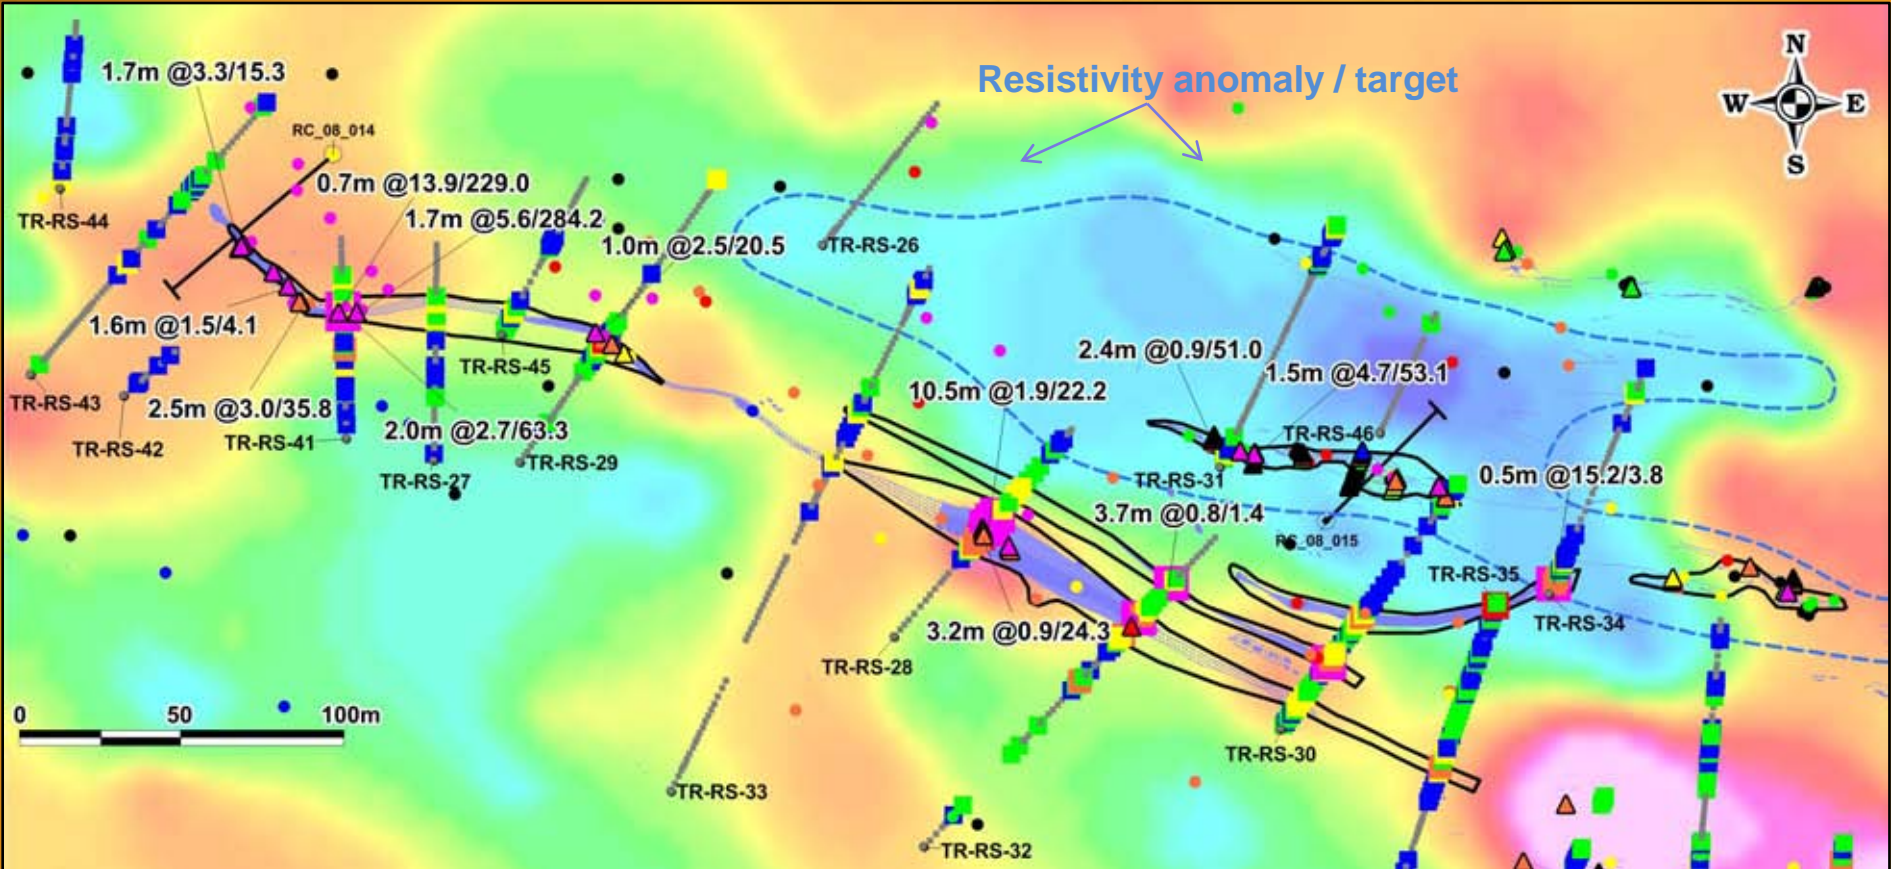 Resistivity anomaly / target
N
W
E
S
1.7m @3.3/15.3
RC_08_014
0.7m @13.9/229.0
1.7m @5.6/284.2
TR-RS-44
1.0m @2.5/20.5
TR-RS-26
1.6m @1.5/4.1
TR-RS-45
2.4m @0.9/51.0
1.5m @4.7/53.1
10.5m @1.9/22.2
TR-RS-43
2.5m @3.0/35.8
TR-RS-42
TR-RS-41
2.0m @2.7/63.3
TR-RS-46
TR-RS-29
TR-RS-27
TR-RS-31
0.5m @15.2/3.8
3.7m @0.8/1.4
RC_08_015
TR-RS-35
TR-RS-34
3.2m @0.9/24.3
TR-RS-28
0
50
100m
TR-RS-30
TR-RS-33
TR-RS-32